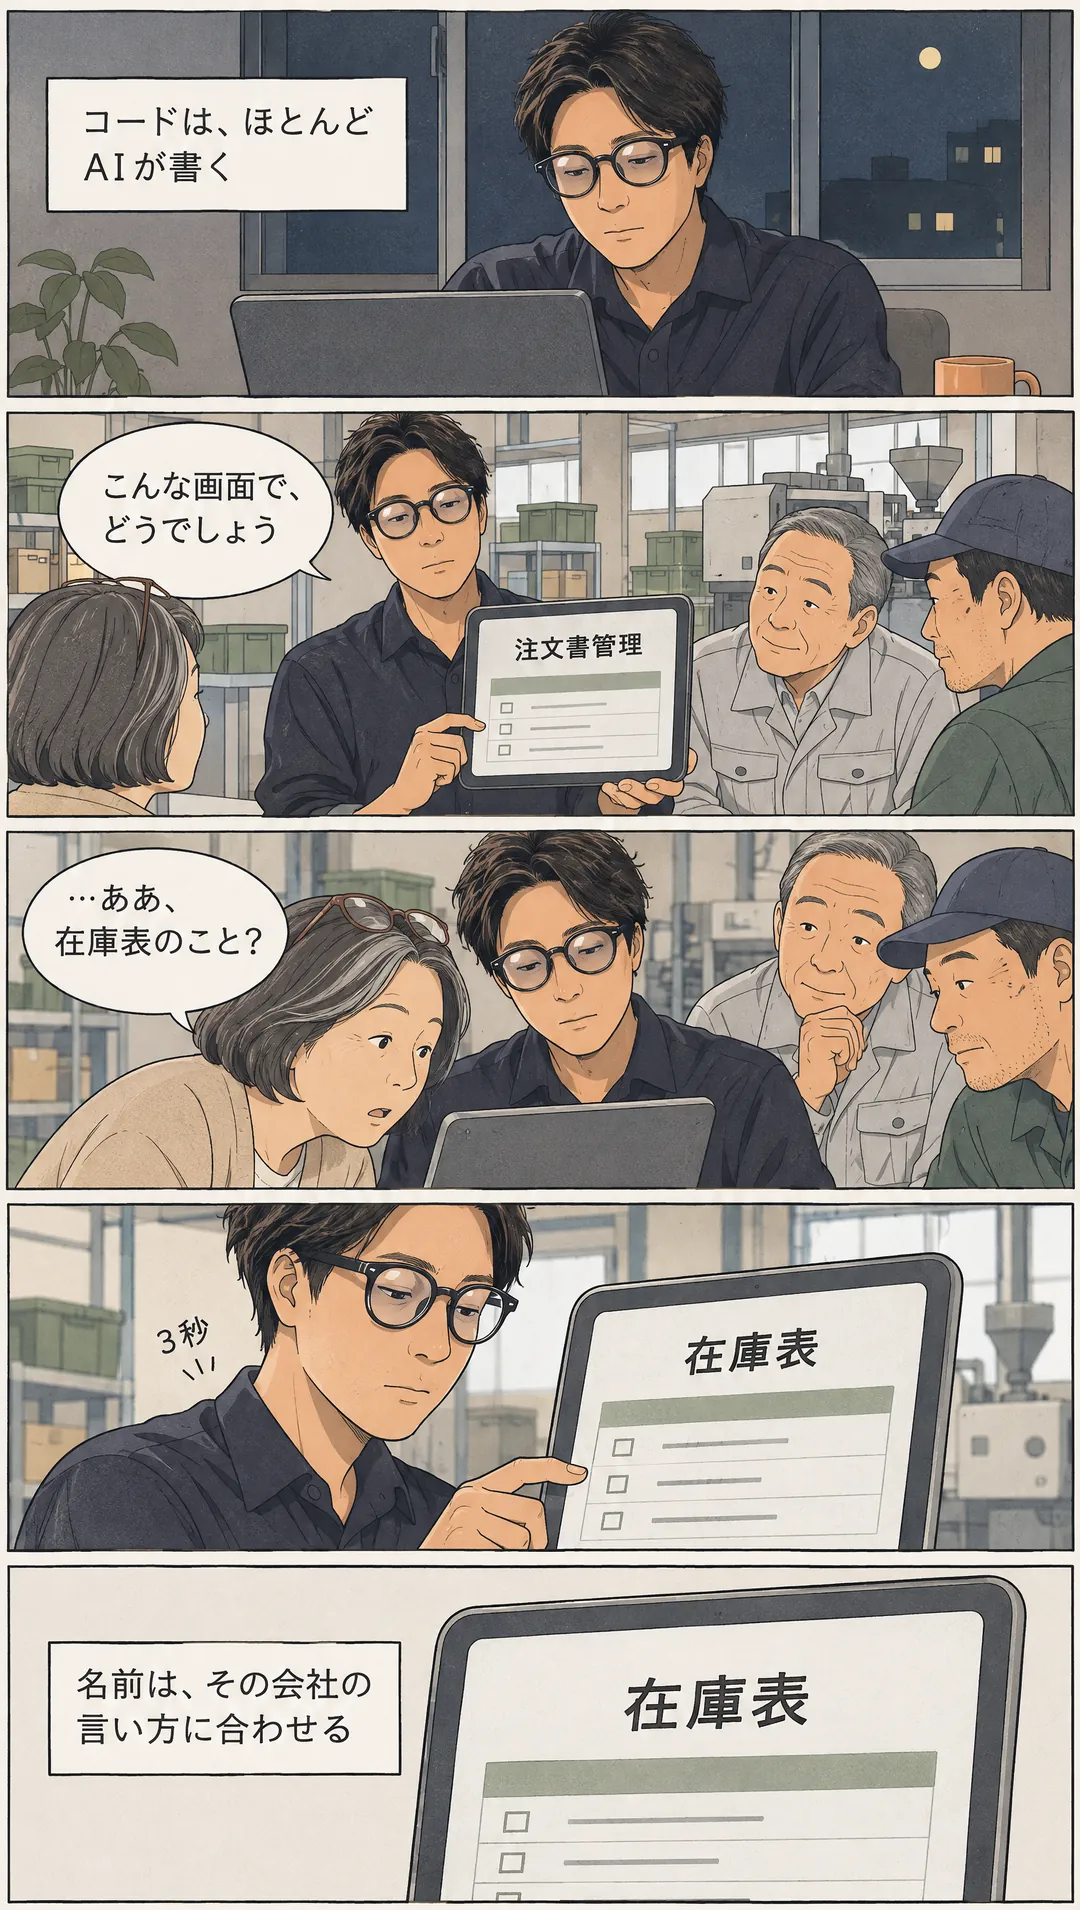 コードは、ほとんど
AIが書く
こんな画面で、
どうでしょう
注文書管理
…ああ、
在庫表のこと?
3秒
在庫表
名前は、その会社の
言い方に合わせる
在庫表